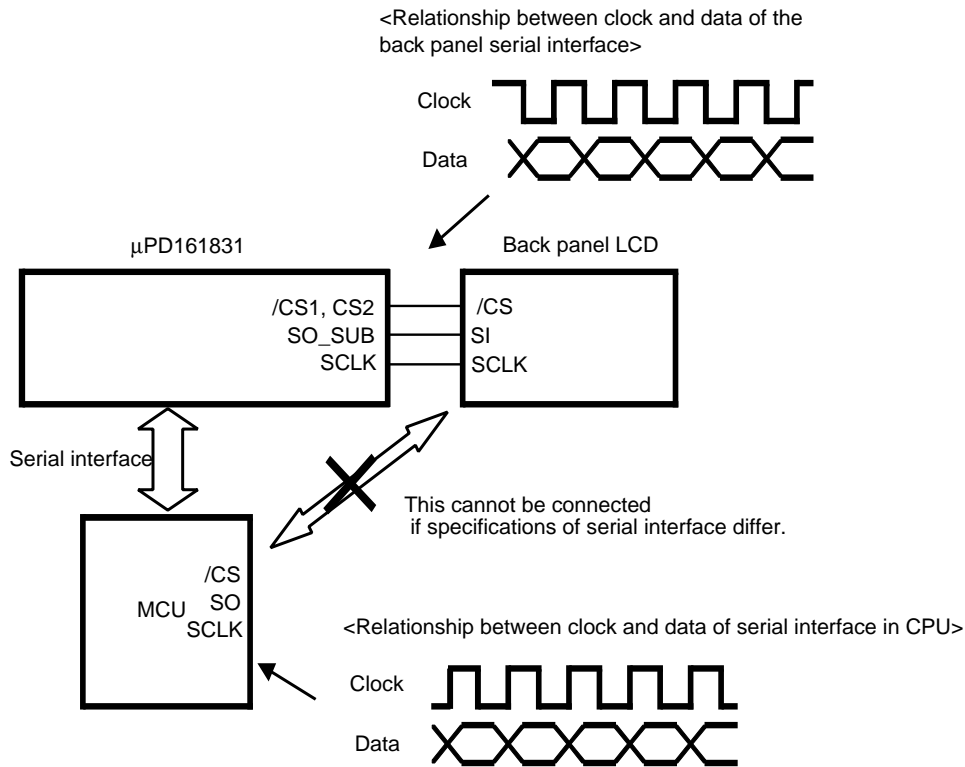 <Relationship between clock and data of the
back panel serial interface>
Clock
Data
μPD161831
Back panel LCD
/CS1, CS2
/CS
SO_SUB
SI
SCLK
SCLK
Serial interface
This cannot be connected
if specifications of serial interface differ.
/CS
MCU
SO
SCLK
<Relationship between clock and data of serial interface in CPU>
Clock
Data